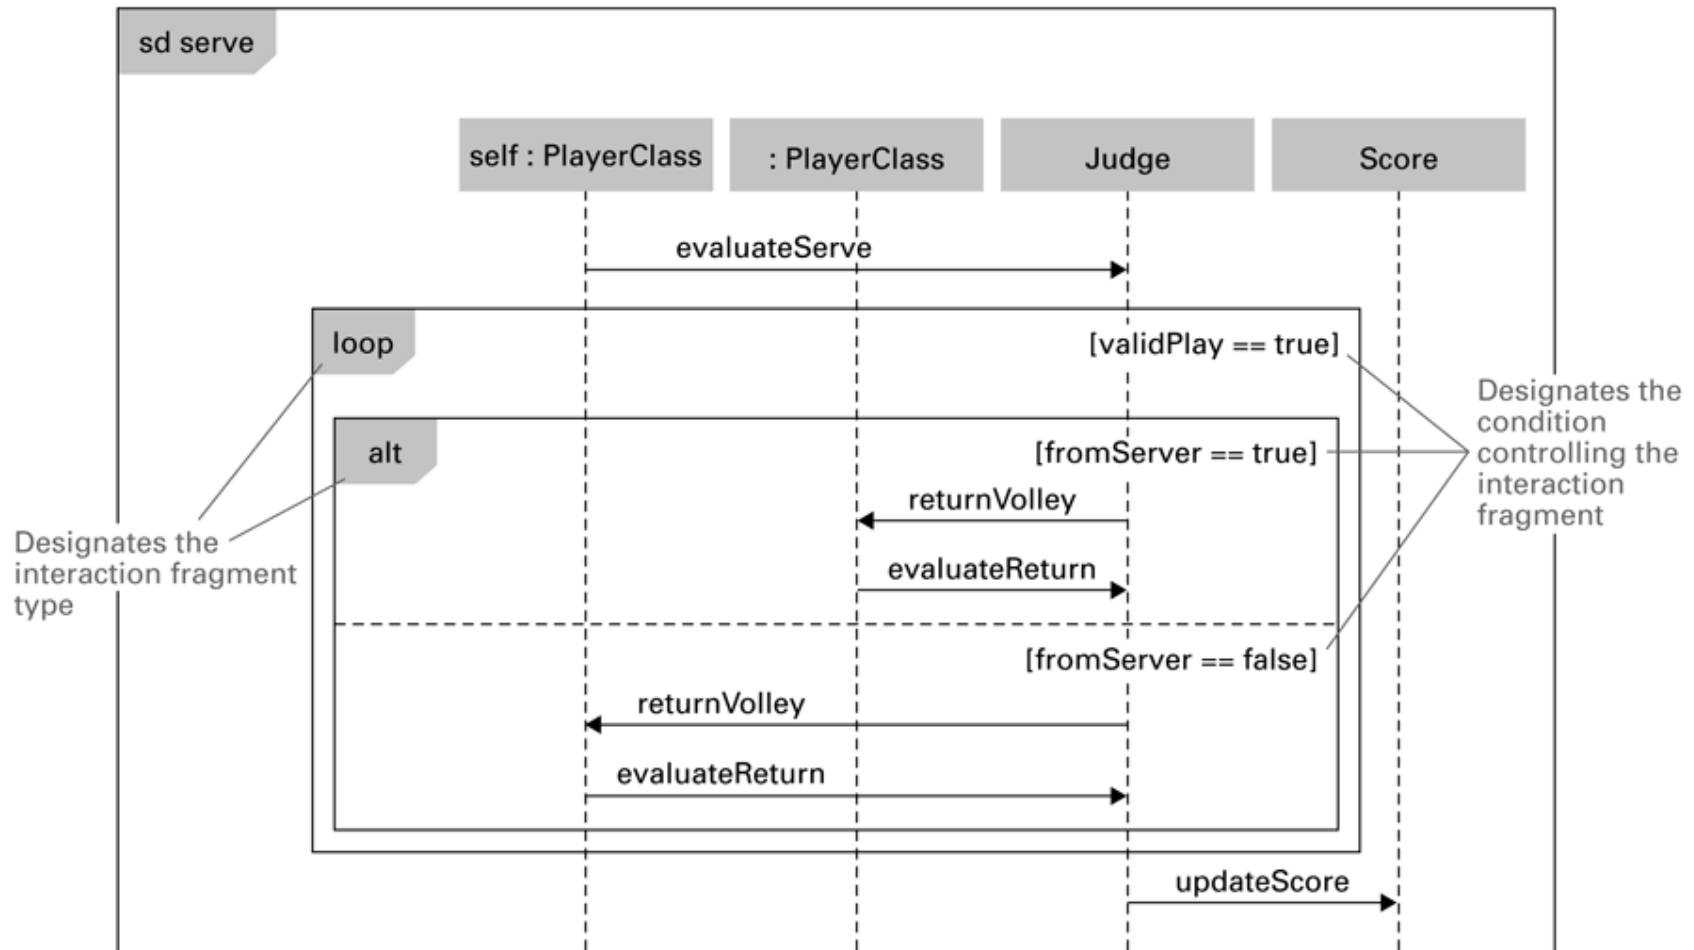 sd serve
self : PlayerClass
: PlayerClass
Judge
Score
evaluateServe
loop
[validPlay == true]
alt
[fromServer == true]
returnVolley
evaluateReturn
[fromServer == false]
returnVolley
evaluateReturn
updateScore
Designates the
interaction fragment
type
Designates the
condition
controlling the
interaction
fragment